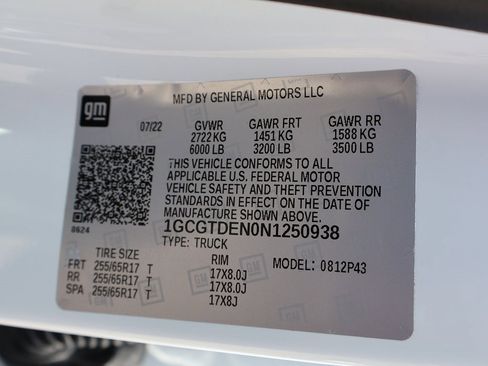 gm
MFD BY GENERAL MOTORS LLC
07/22 GVWR GAWR FRT GAWR RR
2722 KG 1451 KG 1588 KG
6000 LB 3200 LB 3500 LB
THIS VEHICLE CONFORMS TO ALL
APPLICABLE U.S. FEDERAL MOTOR
VEHICLE SAFETY AND THEFT PREVENTION
STANDARDS IN EFFECT ON THE DATE OF
MANUFACTURE SHOWN ABOVE.
8624
1GCGTDEN0N1250938
TYPE: TRUCK
TIRE SIZE RIM MODEL: 0812P43
FRT 255/65R17 T 17X8.0J
RR 255/65R17 T 17X8.0J
SPA 255/65R17 T 17X8J